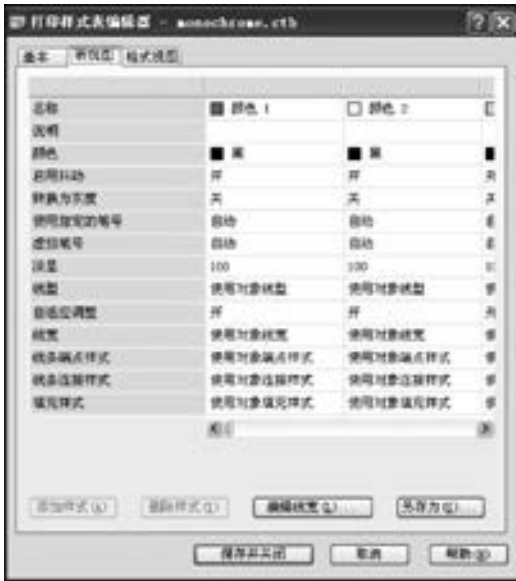 打印样式表编辑器 - monochrome.ctb
基本 表视图 格式视图
名称 颜色 1 颜色 2
说明
颜色 黑 黑
启用抖动 开 开
转换为灰度 关 关
使用指定的笔号 自动 自动
虚拟笔号 自动 自动
淡显 100 100
线型 使用对象线型 使用对象线型
自适应调整 开 开
线宽 使用对象线宽 使用对象线宽
线条端点样式 使用对象端点样式 使用对象端点样式
线条连接样式 使用对象连接样式 使用对象连接样式
填充样式 使用对象填充样式 使用对象填充样式
添加样式 删除样式 编辑线宽(L)... 另存为
保存并关闭 取消 帮助